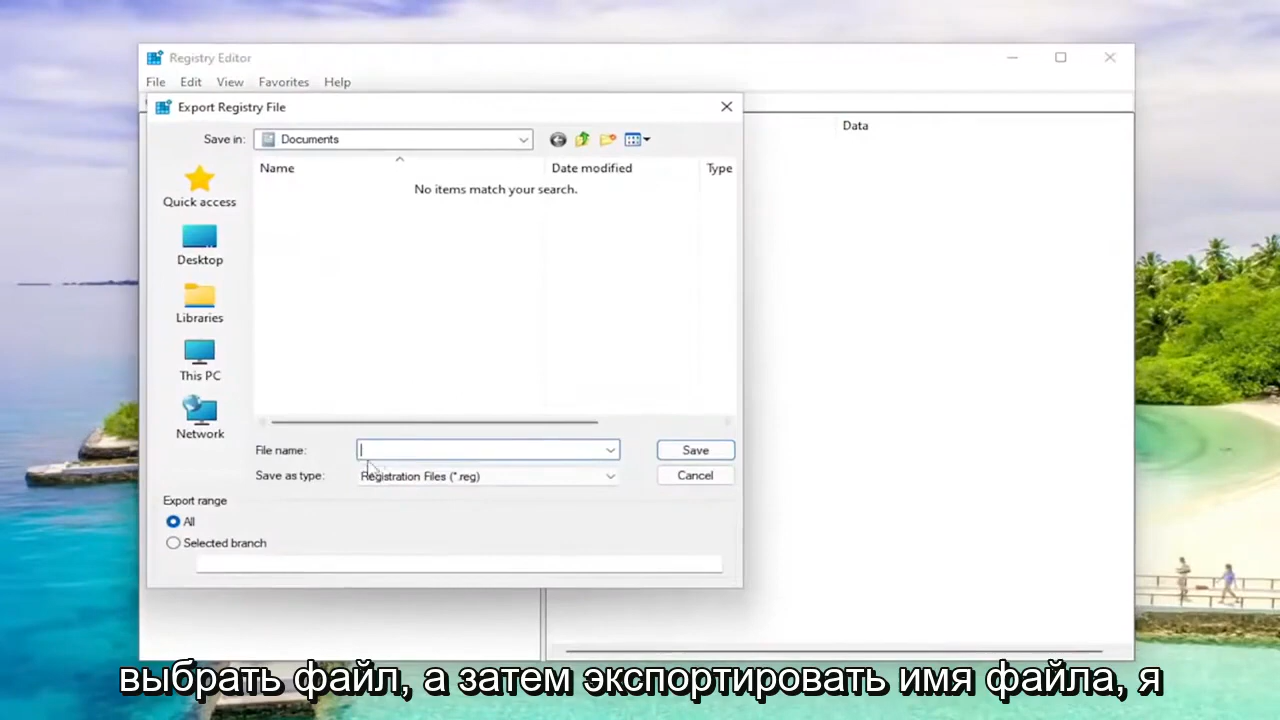 Registry Editor
File Edit View Favorites Help
Export Registry File
Data
Save in: Documents
Name Date modified Type
No items match your search.
Quick access
Desktop
Libraries
This PC
Network
File name: Save
Save as type: Registration Files (*.reg) Cancel
Export range
All
Selected branch
выбрать файл, а затем экспортировать имя файла, я